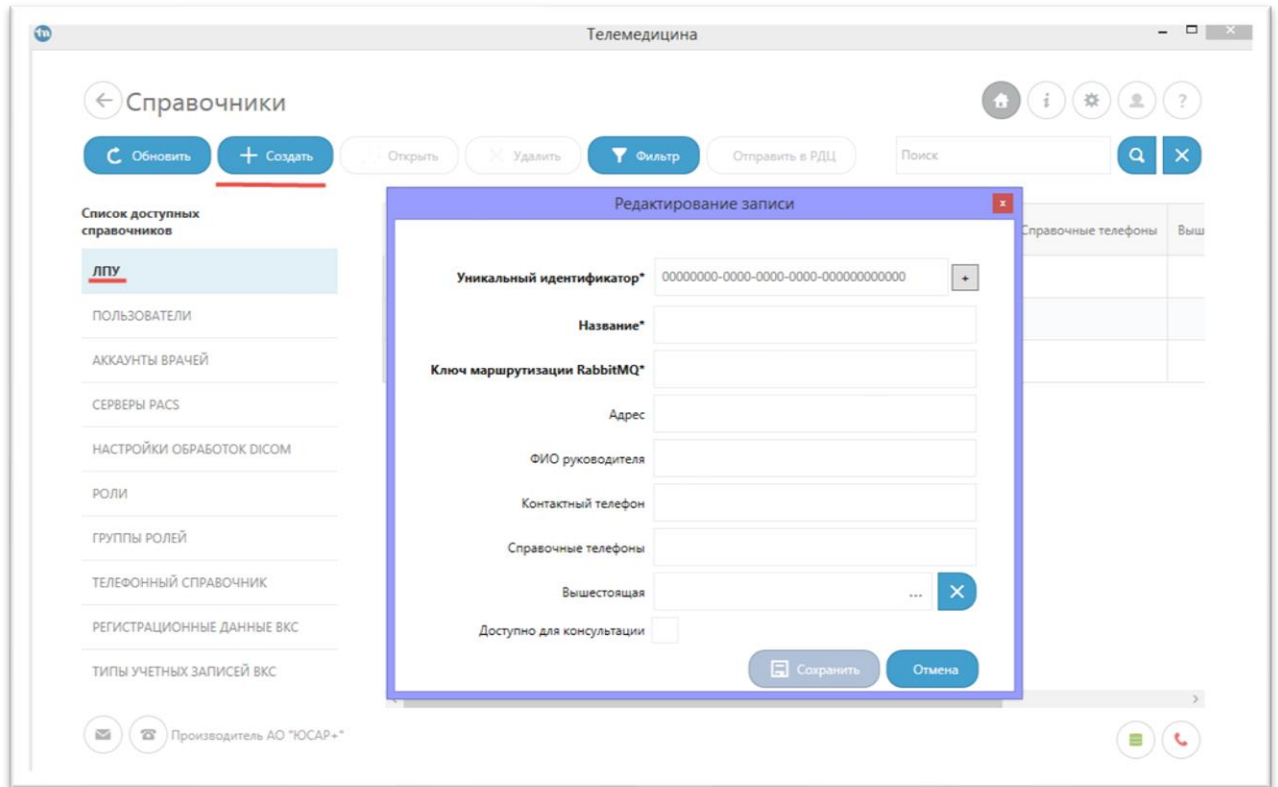 1m
Телемедицина
Справочники
Обновить
Создать
Открыть
Удалить
Фильтр
Отправить в РДЦ
Поиск
Список доступных
справочников
ЛПУ
ПОЛЬЗОВАТЕЛИ
АККАУНТЫ ВРАЧЕЙ
СЕРВЕРЫ PACS
НАСТРОЙКИ ОБРАБОТОК DICOM
РОЛИ
ГРУППЫ РОЛЕЙ
ТЕЛЕФОННЫЙ СПРАВОЧНИК
РЕГИСТРАЦИОННЫЕ ДАННЫЕ ВКС
ТИПЫ УЧЕТНЫХ ЗАПИСЕЙ ВКС
Редактирование записи
Справочные телефоны
Выш
Уникальный идентификатор*
00000000-0000-0000-0000-000000000000
+
Название*
Ключ маршрутизации RabbitMQ*
Адрес
ФИО руководителя
Контактный телефон
Справочные телефоны
Вышестоящая
...
Доступно для консультации
Сохранить
Отмена
Производитель АО "ЮСАР+"